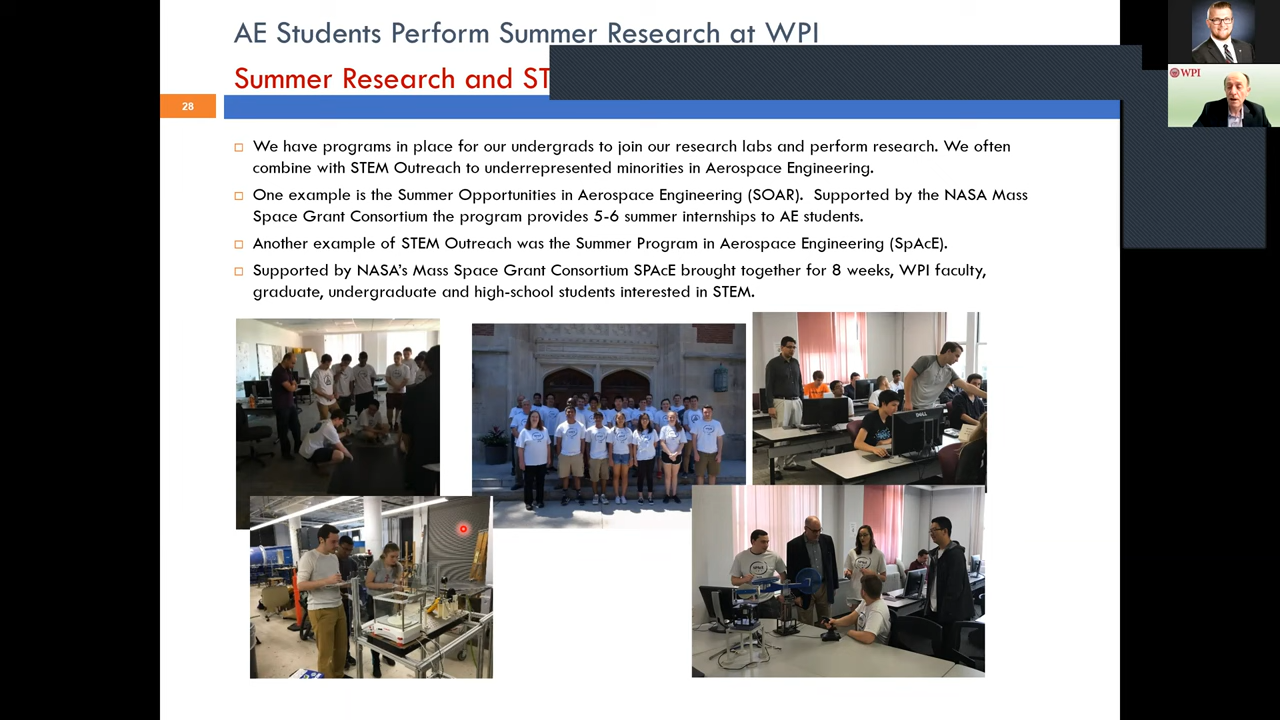 AE Students Perform Summer Research at WPI
Summer Research and ST
28
WPI
We have programs in place for our undergrads to join our research labs and perform research. We often
combine with STEM Outreach to underrepresented minorities in Aerospace Engineering.
One example is the Summer Opportunities in Aerospace Engineering (SOAR). Supported by the NASA Mass
Space Grant Consortium the program provides 5-6 summer internships to AE students.
Another example of STEM Outreach was the Summer Program in Aerospace Engineering (SpAcE).
Supported by NASA's Mass Space Grant Consortium SPAcE brought together for 8 weeks, WPI faculty,
graduate, undergraduate and high-school students interested in STEM.
DELL